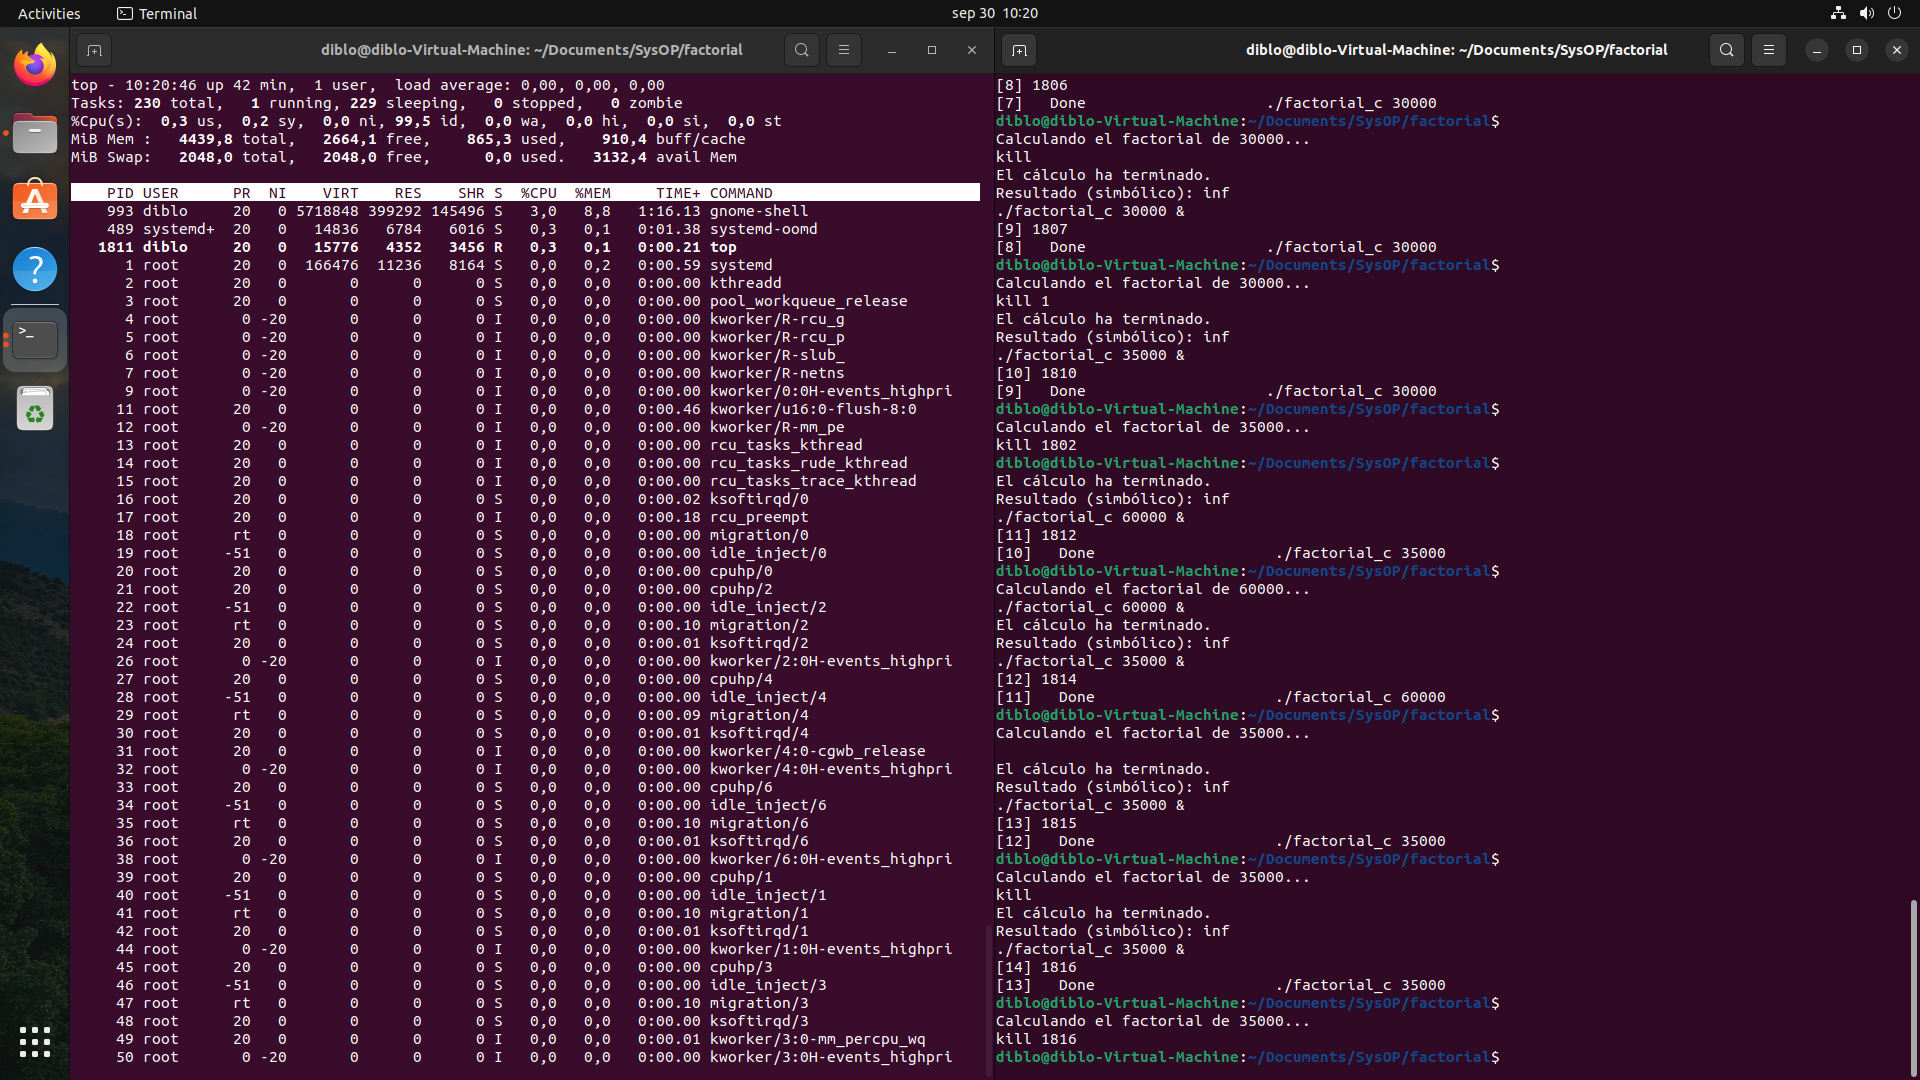 Activities
Terminal
sep 30 10:20
diblo@diblo-Virtual-Machine: ~/Documents/SysOP/factorial
top - 10:20:46 up 42 min,  1 user,  load average: 0,00, 0,00, 0,00
Tasks: 230 total,   1 running, 229 sleeping,   0 stopped,   0 zombie
%Cpu(s):  0,3 us,  0,2 sy,  0,0 ni, 99,5 id,  0,0 wa,  0,0 hi,  0,0 si,  0,0 st
MiB Mem :   4439,8 total,   2664,1 free,    865,3 used,    910,4 buff/cache
MiB Swap:   2048,0 total,   2048,0 free,      0,0 used.   3132,4 avail Mem
PID USER      PR  NI    VIRT    RES    SHR S  %CPU  %MEM     TIME+ COMMAND
993 diblo     20   0 5718848 399292 145496 S   3,0   8,8   1:16.13 gnome-shell
489 systemd+  20   0   14836   6784   6016 S   0,3   0,1   0:01.38 systemd-oomd
1811 diblo     20   0   15776   4352   3456 R   0,3   0,1   0:00.21 top
1 root      20   0  166476  11236   8164 S   0,0   0,2   0:00.59 systemd
2 root      20   0       0      0      0 S   0,0   0,0   0:00.00 kthreadd
3 root      20   0       0      0      0 S   0,0   0,0   0:00.00 pool_workqueue_release
4 root       0 -20       0      0      0 I   0,0   0,0   0:00.00 kworker/R-rcu_g
5 root       0 -20       0      0      0 I   0,0   0,0   0:00.00 kworker/R-rcu_p
6 root       0 -20       0      0      0 I   0,0   0,0   0:00.00 kworker/R-slub_
7 root       0 -20       0      0      0 I   0,0   0,0   0:00.00 kworker/R-netns
9 root       0 -20       0      0      0 I   0,0   0,0   0:00.00 kworker/0:0H-events_highpri
11 root      20   0       0      0      0 I   0,0   0,0   0:00.46 kworker/u16:0-flush-8:0
12 root       0 -20       0      0      0 I   0,0   0,0   0:00.00 kworker/R-mm_pe
13 root      20   0       0      0      0 I   0,0   0,0   0:00.00 rcu_tasks_kthread
14 root      20   0       0      0      0 I   0,0   0,0   0:00.00 rcu_tasks_rude_kthread
15 root      20   0       0      0      0 I   0,0   0,0   0:00.00 rcu_tasks_trace_kthread
16 root      20   0       0      0      0 S   0,0   0,0   0:00.02 ksoftirqd/0
17 root      20   0       0      0      0 I   0,0   0,0   0:00.18 rcu_preempt
18 root      rt   0       0      0      0 S   0,0   0,0   0:00.00 migration/0
19 root     -51   0       0      0      0 S   0,0   0,0   0:00.00 idle_inject/0
20 root      20   0       0      0      0 S   0,0   0,0   0:00.00 cpuhp/0
21 root      20   0       0      0      0 S   0,0   0,0   0:00.00 cpuhp/2
22 root     -51   0       0      0      0 S   0,0   0,0   0:00.00 idle_inject/2
23 root      rt   0       0      0      0 S   0,0   0,0   0:00.10 migration/2
24 root      20   0       0      0      0 S   0,0   0,0   0:00.01 ksoftirqd/2
26 root       0 -20       0      0      0 I   0,0   0,0   0:00.00 kworker/2:0H-events_highpri
27 root      20   0       0      0      0 S   0,0   0,0   0:00.00 cpuhp/4
28 root     -51   0       0      0      0 S   0,0   0,0   0:00.00 idle_inject/4
29 root      rt   0       0      0      0 S   0,0   0,0   0:00.09 migration/4
30 root      20   0       0      0      0 S   0,0   0,0   0:00.01 ksoftirqd/4
31 root      20   0       0      0      0 I   0,0   0,0   0:00.00 kworker/4:0-cgwb_release
32 root       0 -20       0      0      0 I   0,0   0,0   0:00.00 kworker/4:0H-events_highpri
33 root      20   0       0      0      0 S   0,0   0,0   0:00.00 cpuhp/6
34 root     -51   0       0      0      0 S   0,0   0,0   0:00.00 idle_inject/6
35 root      rt   0       0      0      0 S   0,0   0,0   0:00.10 migration/6
36 root      20   0       0      0      0 S   0,0   0,0   0:00.01 ksoftirqd/6
38 root       0 -20       0      0      0 I   0,0   0,0   0:00.00 kworker/6:0H-events_highpri
39 root      20   0       0      0      0 S   0,0   0,0   0:00.00 cpuhp/1
40 root     -51   0       0      0      0 S   0,0   0,0   0:00.00 idle_inject/1
41 root      rt   0       0      0      0 S   0,0   0,0   0:00.10 migration/1
42 root      20   0       0      0      0 S   0,0   0,0   0:00.01 ksoftirqd/1
44 root       0 -20       0      0      0 I   0,0   0,0   0:00.00 kworker/1:0H-events_highpri
45 root      20   0       0      0      0 S   0,0   0,0   0:00.00 cpuhp/3
46 root     -51   0       0      0      0 S   0,0   0,0   0:00.00 idle_inject/3
47 root      rt   0       0      0      0 S   0,0   0,0   0:00.10 migration/3
48 root      20   0       0      0      0 S   0,0   0,0   0:00.00 ksoftirqd/3
49 root      20   0       0      0      0 I   0,0   0,0   0:00.01 kworker/3:0-mm_percpu_wq
50 root       0 -20       0      0      0 I   0,0   0,0   0:00.00 kworker/3:0H-events_highpri
diblo@diblo-Virtual-Machine: ~/Documents/SysOP/factorial
[8] 1806
[7]   Done                    ./factorial_c 30000
diblo@diblo-Virtual-Machine:~/Documents/SysOP/factorial$
Calculando el factorial de 30000...
kill
El cálculo ha terminado.
Resultado (simbólico): inf
./factorial_c 30000 &
[9] 1807
[8]   Done                    ./factorial_c 30000
diblo@diblo-Virtual-Machine:~/Documents/SysOP/factorial$
Calculando el factorial de 30000...
kill 1
El cálculo ha terminado.
Resultado (simbólico): inf
./factorial_c 35000 &
[10] 1810
[9]   Done                    ./factorial_c 30000
diblo@diblo-Virtual-Machine:~/Documents/SysOP/factorial$
Calculando el factorial de 35000...
kill 1802
diblo@diblo-Virtual-Machine:~/Documents/SysOP/factorial$
El cálculo ha terminado.
Resultado (simbólico): inf
./factorial_c 60000 &
[11] 1812
[10]   Done                    ./factorial_c 35000
diblo@diblo-Virtual-Machine:~/Documents/SysOP/factorial$
Calculando el factorial de 60000...
./factorial_c 60000 &
El cálculo ha terminado.
Resultado (simbólico): inf
./factorial_c 35000 &
[12] 1814
[11]   Done                    ./factorial_c 60000
diblo@diblo-Virtual-Machine:~/Documents/SysOP/factorial$
Calculando el factorial de 35000...
El cálculo ha terminado.
Resultado (simbólico): inf
./factorial_c 35000 &
[13] 1815
[12]   Done                    ./factorial_c 35000
diblo@diblo-Virtual-Machine:~/Documents/SysOP/factorial$
Calculando el factorial de 35000...
kill
El cálculo ha terminado.
Resultado (simbólico): inf
./factorial_c 35000 &
[14] 1816
[13]   Done                    ./factorial_c 35000
diblo@diblo-Virtual-Machine:~/Documents/SysOP/factorial$
Calculando el factorial de 35000...
kill 1816
diblo@diblo-Virtual-Machine:~/Documents/SysOP/factorial$